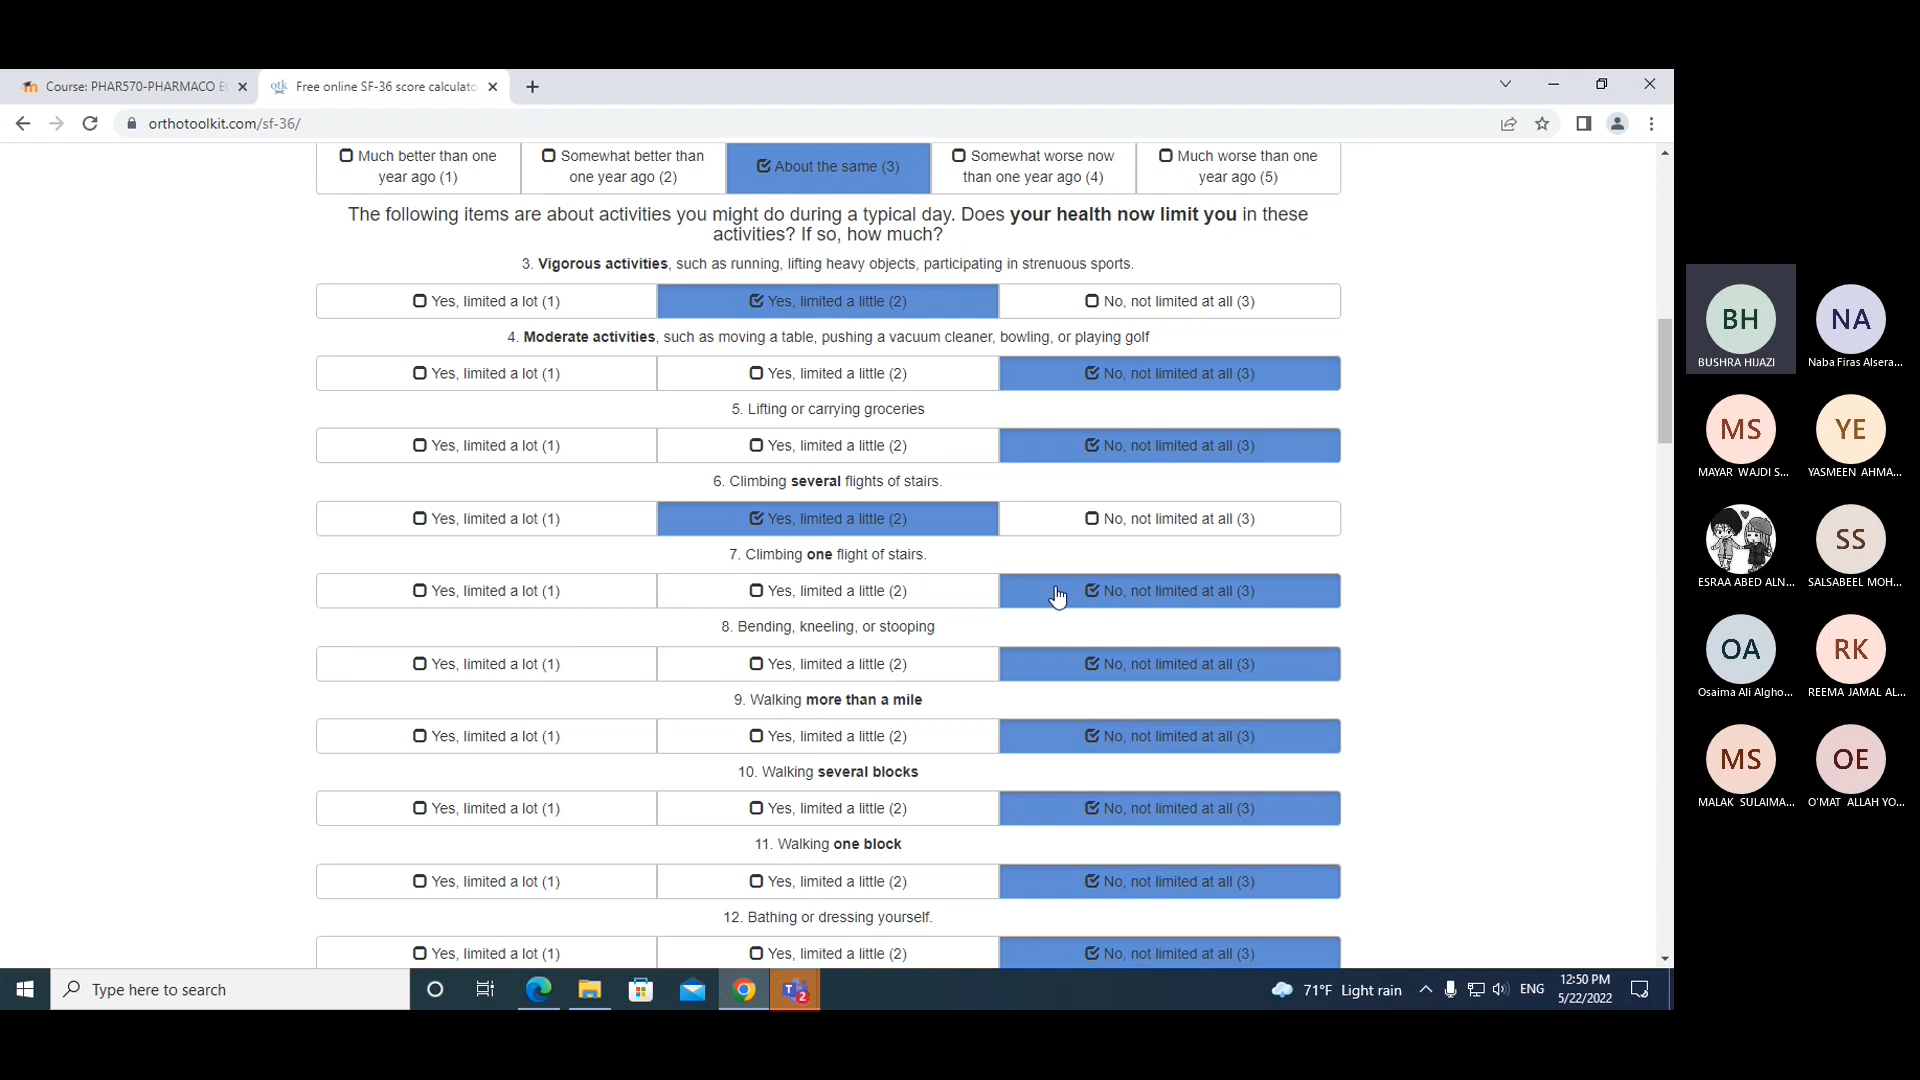 Course: PHAR570-PHARMACO E
Free online SF-36 score calculato
orthotoolkit.com/sf-36/
Much better than one year ago (1)
Somewhat better than one year ago (2)
About the same (3)
Somewhat worse now than one year ago (4)
Much worse than one year ago (5)
The following items are about activities you might do during a typical day. Does your health now limit you in these
activities? If so, how much?
3. Vigorous activities, such as running, lifting heavy objects, participating in strenuous sports.
Yes, limited a lot (1)
Yes, limited a little (2)
No, not limited at all (3)
4. Moderate activities, such as moving a table, pushing a vacuum cleaner, bowling, or playing golf
Yes, limited a lot (1)
Yes, limited a little (2)
No, not limited at all (3)
5. Lifting or carrying groceries
Yes, limited a lot (1)
Yes, limited a little (2)
No, not limited at all (3)
6. Climbing several flights of stairs.
Yes, limited a lot (1)
Yes, limited a little (2)
No, not limited at all (3)
7. Climbing one flight of stairs.
Yes, limited a lot (1)
Yes, limited a little (2)
No, not limited at all (3)
8. Bending, kneeling, or stooping
Yes, limited a lot (1)
Yes, limited a little (2)
No, not limited at all (3)
9. Walking more than a mile
Yes, limited a lot (1)
Yes, limited a little (2)
No, not limited at all (3)
10. Walking several blocks
Yes, limited a lot (1)
Yes, limited a little (2)
No, not limited at all (3)
11. Walking one block
Yes, limited a lot (1)
Yes, limited a little (2)
No, not limited at all (3)
12. Bathing or dressing yourself.
Yes, limited a lot (1)
Yes, limited a little (2)
No, not limited at all (3)
BH
BUSHRA HIJAZI
NA
Naba Firas Alsera...
MS
MAYAR WAJDI S...
YE
YASMEEN AHMA...
ESRAA ABED ALN...
SS
SALSABEEL MOH...
OA
Osaima Ali Algho...
RK
REEMA JAMAL AL...
MS
MALAK SULAIMA...
OE
O'MAT ALLAH YO...
Type here to search
2
71°F Light rain
ENG
12:50 PM
5/22/2022